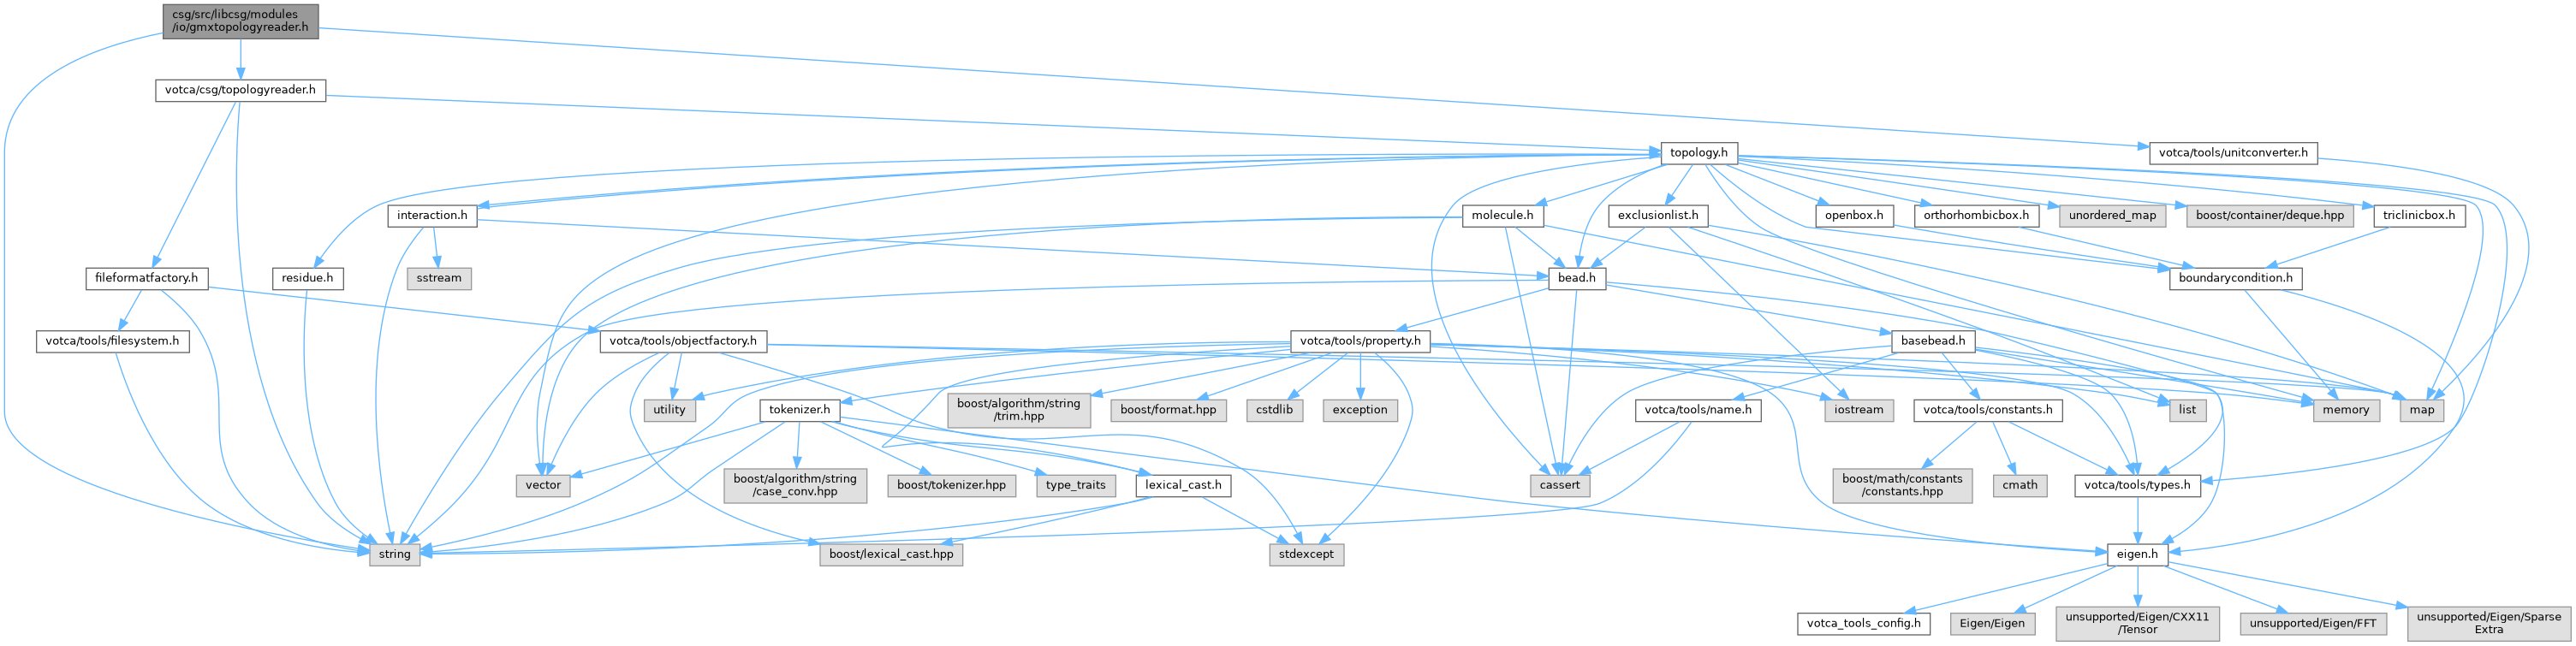 csg/src/libcsg/modules
/io/gmxtopologyreader.h
votca/csg/topologyreader.h
topology.h
votca/tools/unitconverter.h
interaction.h
molecule.h
exclusionlist.h
openbox.h
orthorhombicbox.h
unordered_map
boost/container/deque.hpp
triclinicbox.h
fileformatfactory.h
residue.h
sstream
bead.h
boundarycondition.h
votca/tools/filesystem.h
votca/tools/objectfactory.h
votca/tools/property.h
basebead.h
utility
tokenizer.h
boost/algorithm/string
/trim.hpp
boost/format.hpp
cstdlib
exception
iostream
votca/tools/name.h
votca/tools/constants.h
list
memory
map
vector
boost/algorithm/string
/case_conv.hpp
boost/tokenizer.hpp
type_traits
lexical_cast.h
cassert
boost/math/constants
/constants.hpp
cmath
votca/tools/types.h
string
boost/lexical_cast.hpp
stdexcept
eigen.h
votca_tools_config.h
Eigen/Eigen
unsupported/Eigen/CXX11
/Tensor
unsupported/Eigen/FFT
unsupported/Eigen/Sparse
Extra